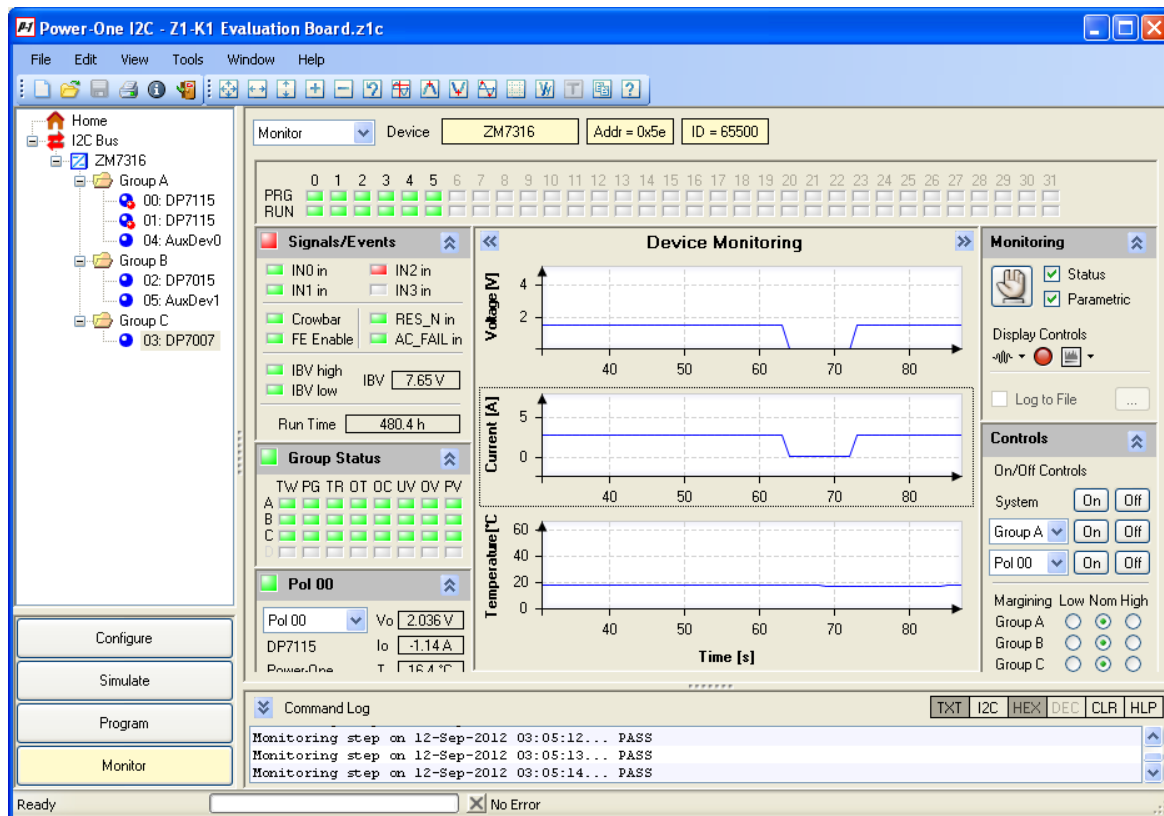 Power-One I2C - Z1-K1 Evaluation Board.z1c
File Edit View Tools Window Help
Home
I2C Bus
ZM7316
Group A
00: DP7115
01: DP7115
04: AuxDev0
Group B
02: DP7015
05: AuxDev1
Group C
03: DP7007
Configure
Simulate
Program
Monitor
Monitor Device ZM7316 Addr = 0x5e ID = 65500
0 1 2 3 4 5 6 7 8 9 10 11 12 13 14 15 16 17 18 19 20 21 22 23 24 25 26 27 28 29 30 31
PRG
RUN
Signals/Events
IN0 in IN2 in
IN1 in IN3 in
Crowbar RES_N in
FE Enable AC_FAIL in
IBV high
IBV low
IBV 7.65 V
Run Time 480.4 h
Group Status
TW PG TR OT OC UV OV PV
A
B
C
D
Pol 00
Pol 00 Vo 2.036 V
DP7115 Io -1.14 A
Power-One T 16.4 °C
Device Monitoring
Voltage [V]
4
2
40 50 60 70 80
Current [A]
5
0
40 50 60 70 80
Temperature[°C
60
40
20
0
40 50 60 70 80
Time [s]
Monitoring
Status
Parametric
Display Controls
Log to File ...
Controls
On/Off Controls
System On Off
Group A On Off
Pol 00 On Off
Margining Low Nom High
Group A
Group B
Group C
Command Log TXT I2C HEX DEC CLR HLP
Monitoring step on 12-Sep-2012 03:05:12... PASS
Monitoring step on 12-Sep-2012 03:05:13... PASS
Monitoring step on 12-Sep-2012 03:05:14... PASS
Ready No Error